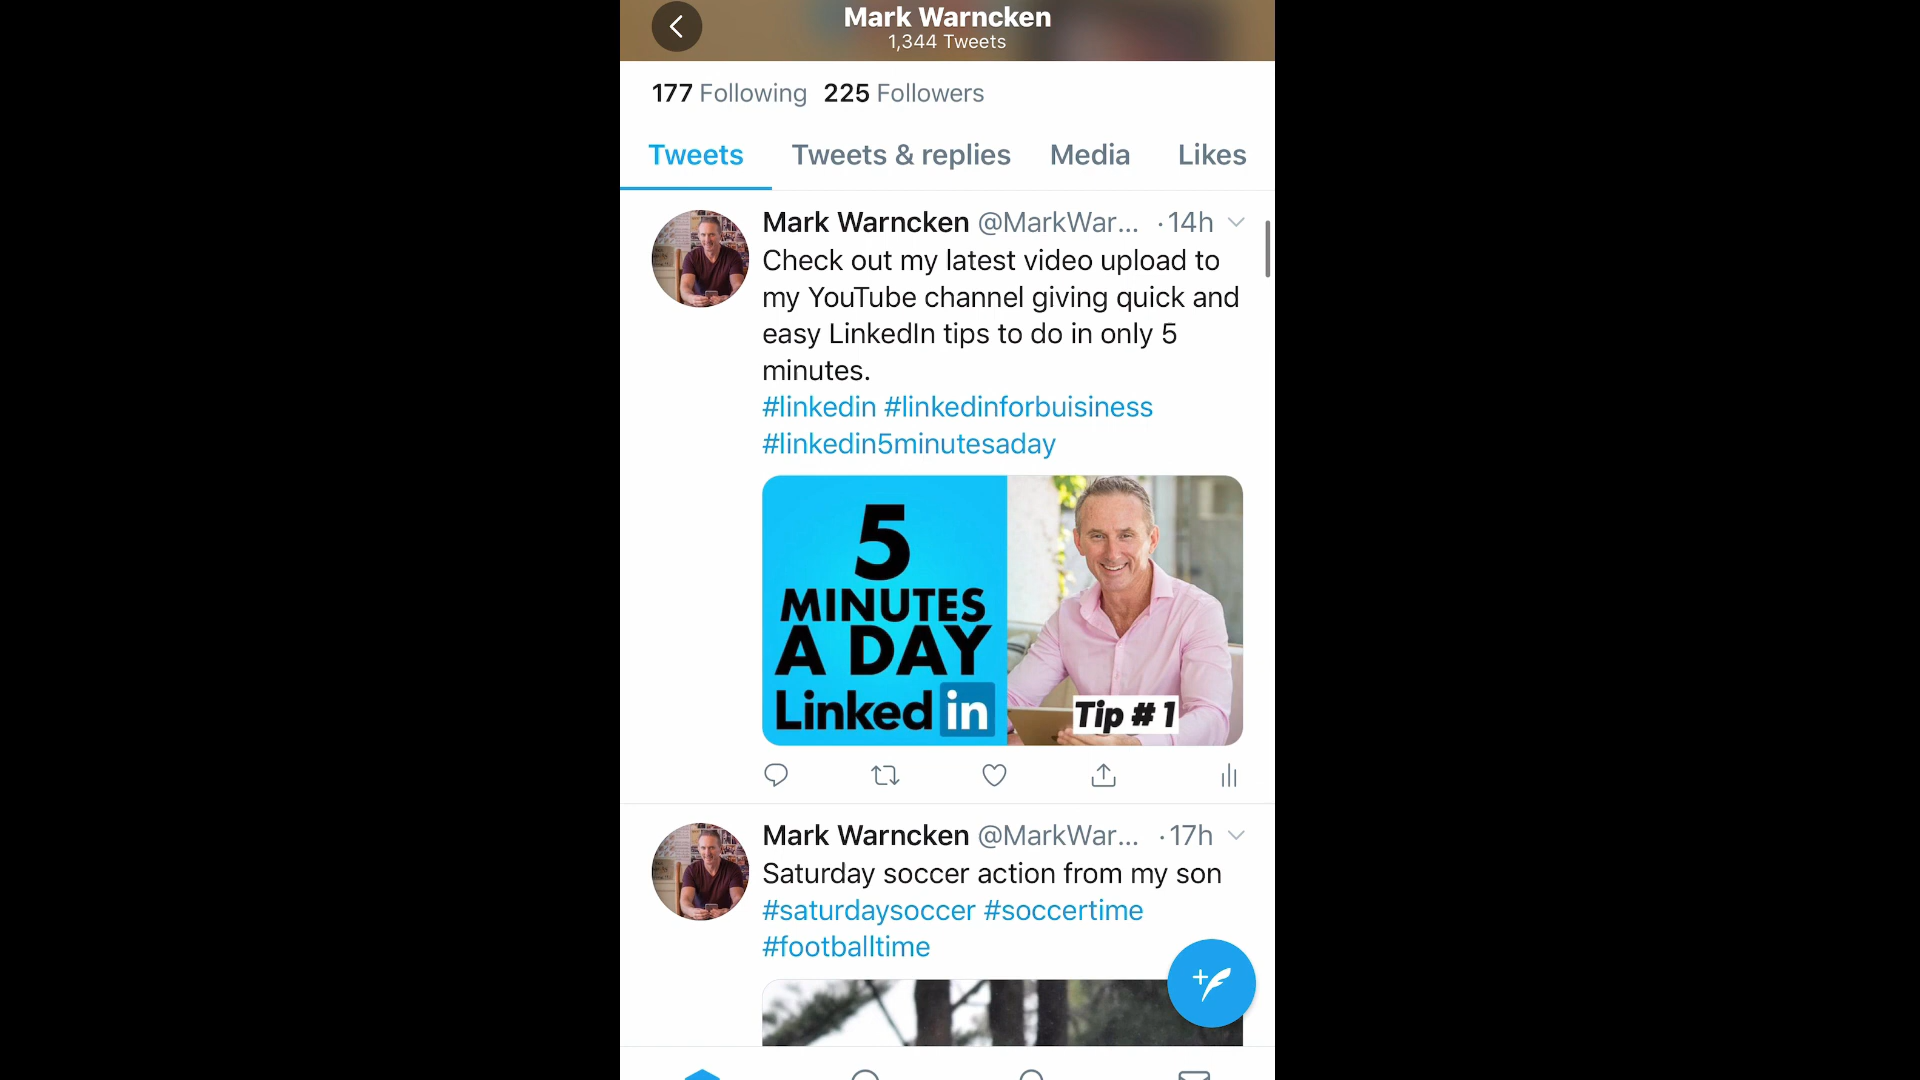 Mark Warncken
1,344 Tweets
177 Following 225 Followers
Tweets Tweets & replies Media Likes
Mark Warncken @MarkWar... · 14h
Check out my latest video upload to
my YouTube channel giving quick and
easy LinkedIn tips to do in only 5
minutes.
#linkedin #linkedinforbuisiness
#linkedin5minutesaday
5
MINUTES
A DAY
Linked in
Tip # 1
Mark Warncken @MarkWar... · 17h
Saturday soccer action from my son
#saturdaysoccer #soccertime
#footballtime